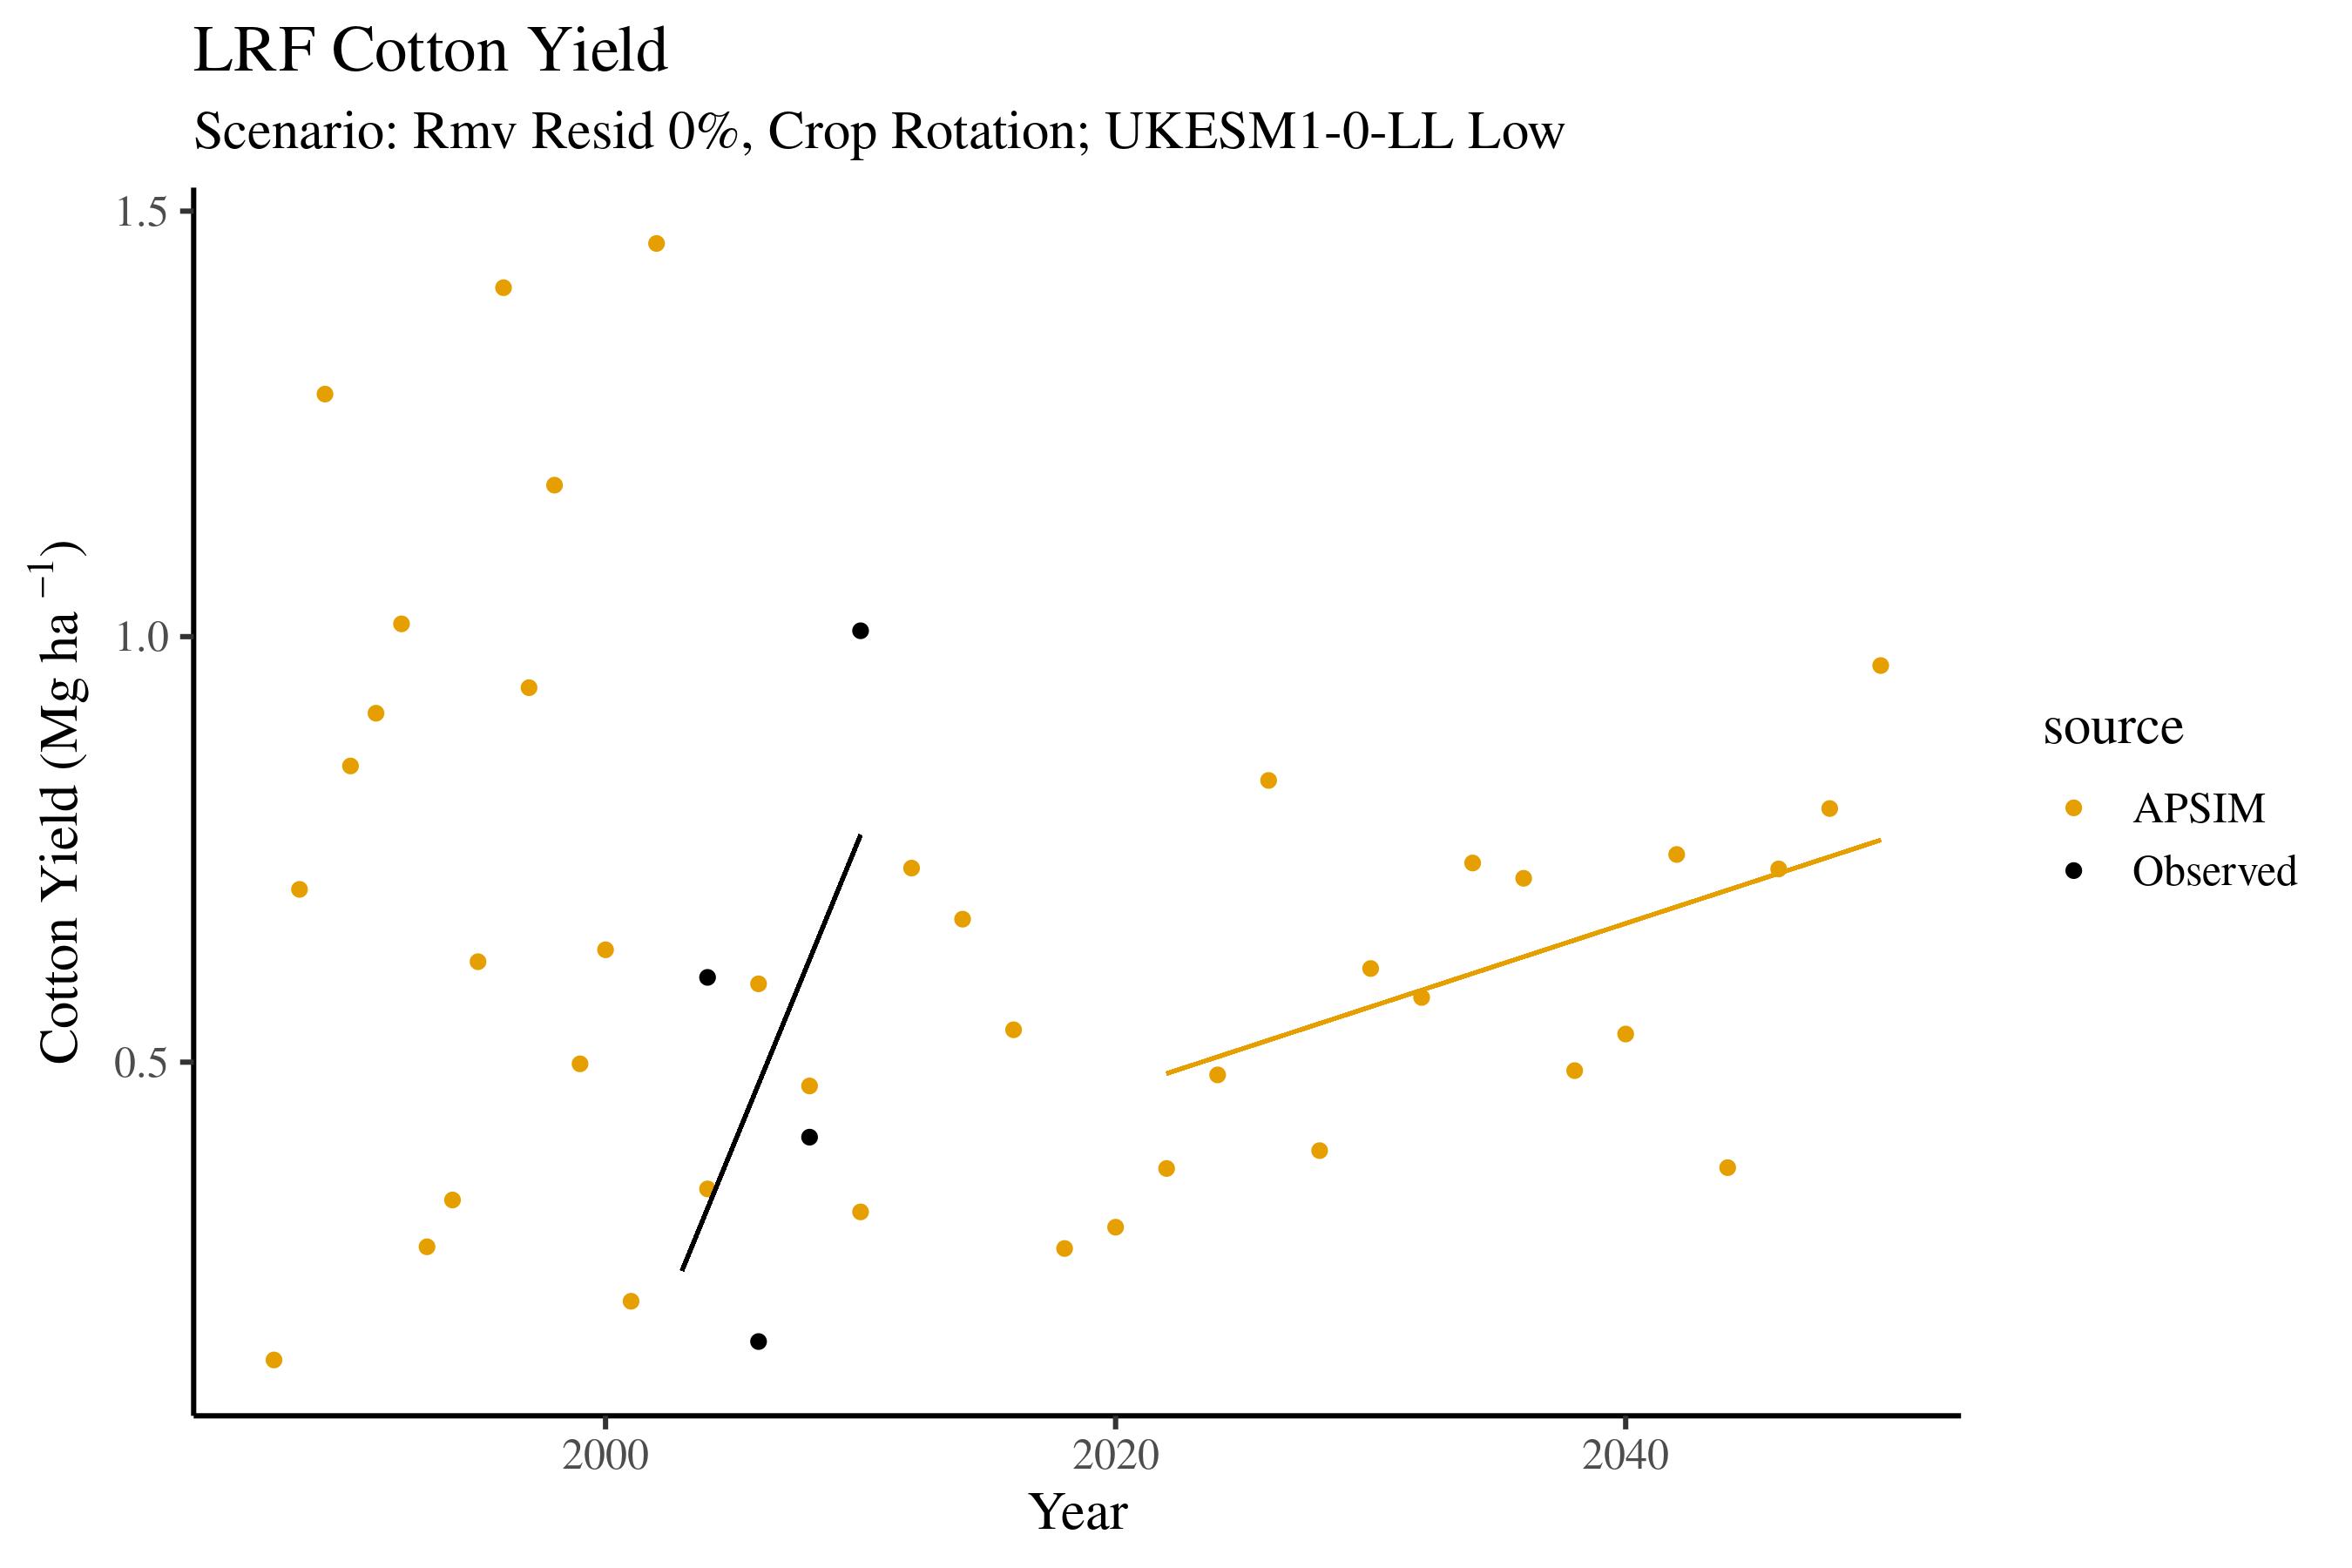 LRF Cotton Yield
Scenario: Rmv Resid 0%, Crop Rotation; UKESM1-0-LL Low
1.5
1.0
0.5
Cotton Yield (Mg ha −1)
2000 2020 2040
Year
source
APSIM
Observed